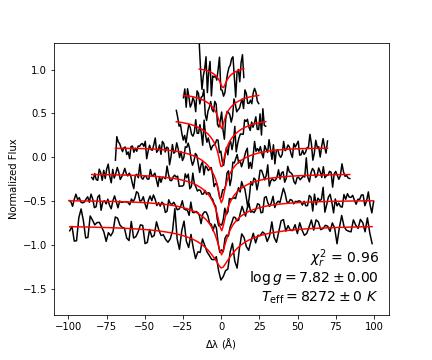 Normalized Flux
1.0
0.5
0.0
−0.5
−1.0
−1.5
χ²ᵣ = 0.96
log g = 7.82 ± 0.00
T_eff = 8272 ± 0 K
−100 −75 −50 −25 0 25 50 75 100
Δλ (Å)